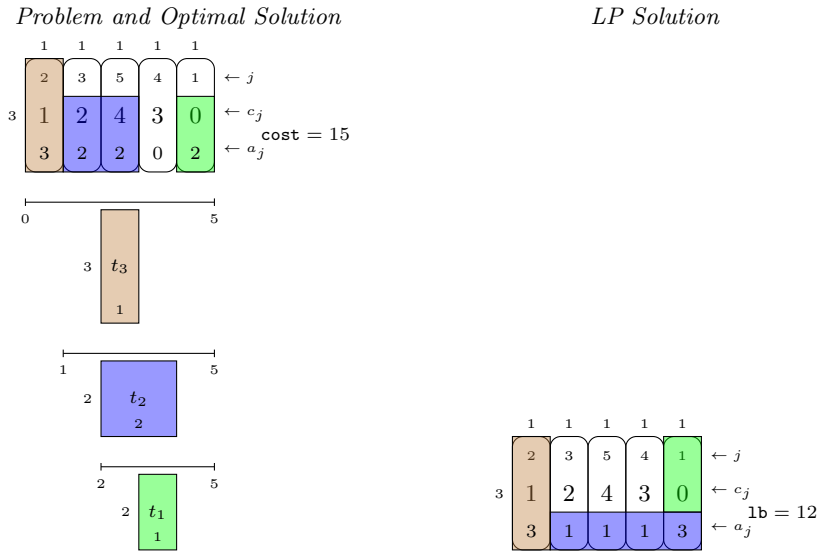 Problem and Optimal Solution
1 1 1 1 1
2 3 5 4 1 ← j
3 1 2 4 3 0 ← c_j
cost = 15
3 2 2 0 2 ← a_j
0 5
3 t_3
1
1 5
2 t_2
2
2 5
2 t_1
1
LP Solution
1 1 1 1 1
2 3 5 4 1 ← j
3 1 2 4 3 0 ← c_j
lb = 12
3 1 1 1 3 ← a_j